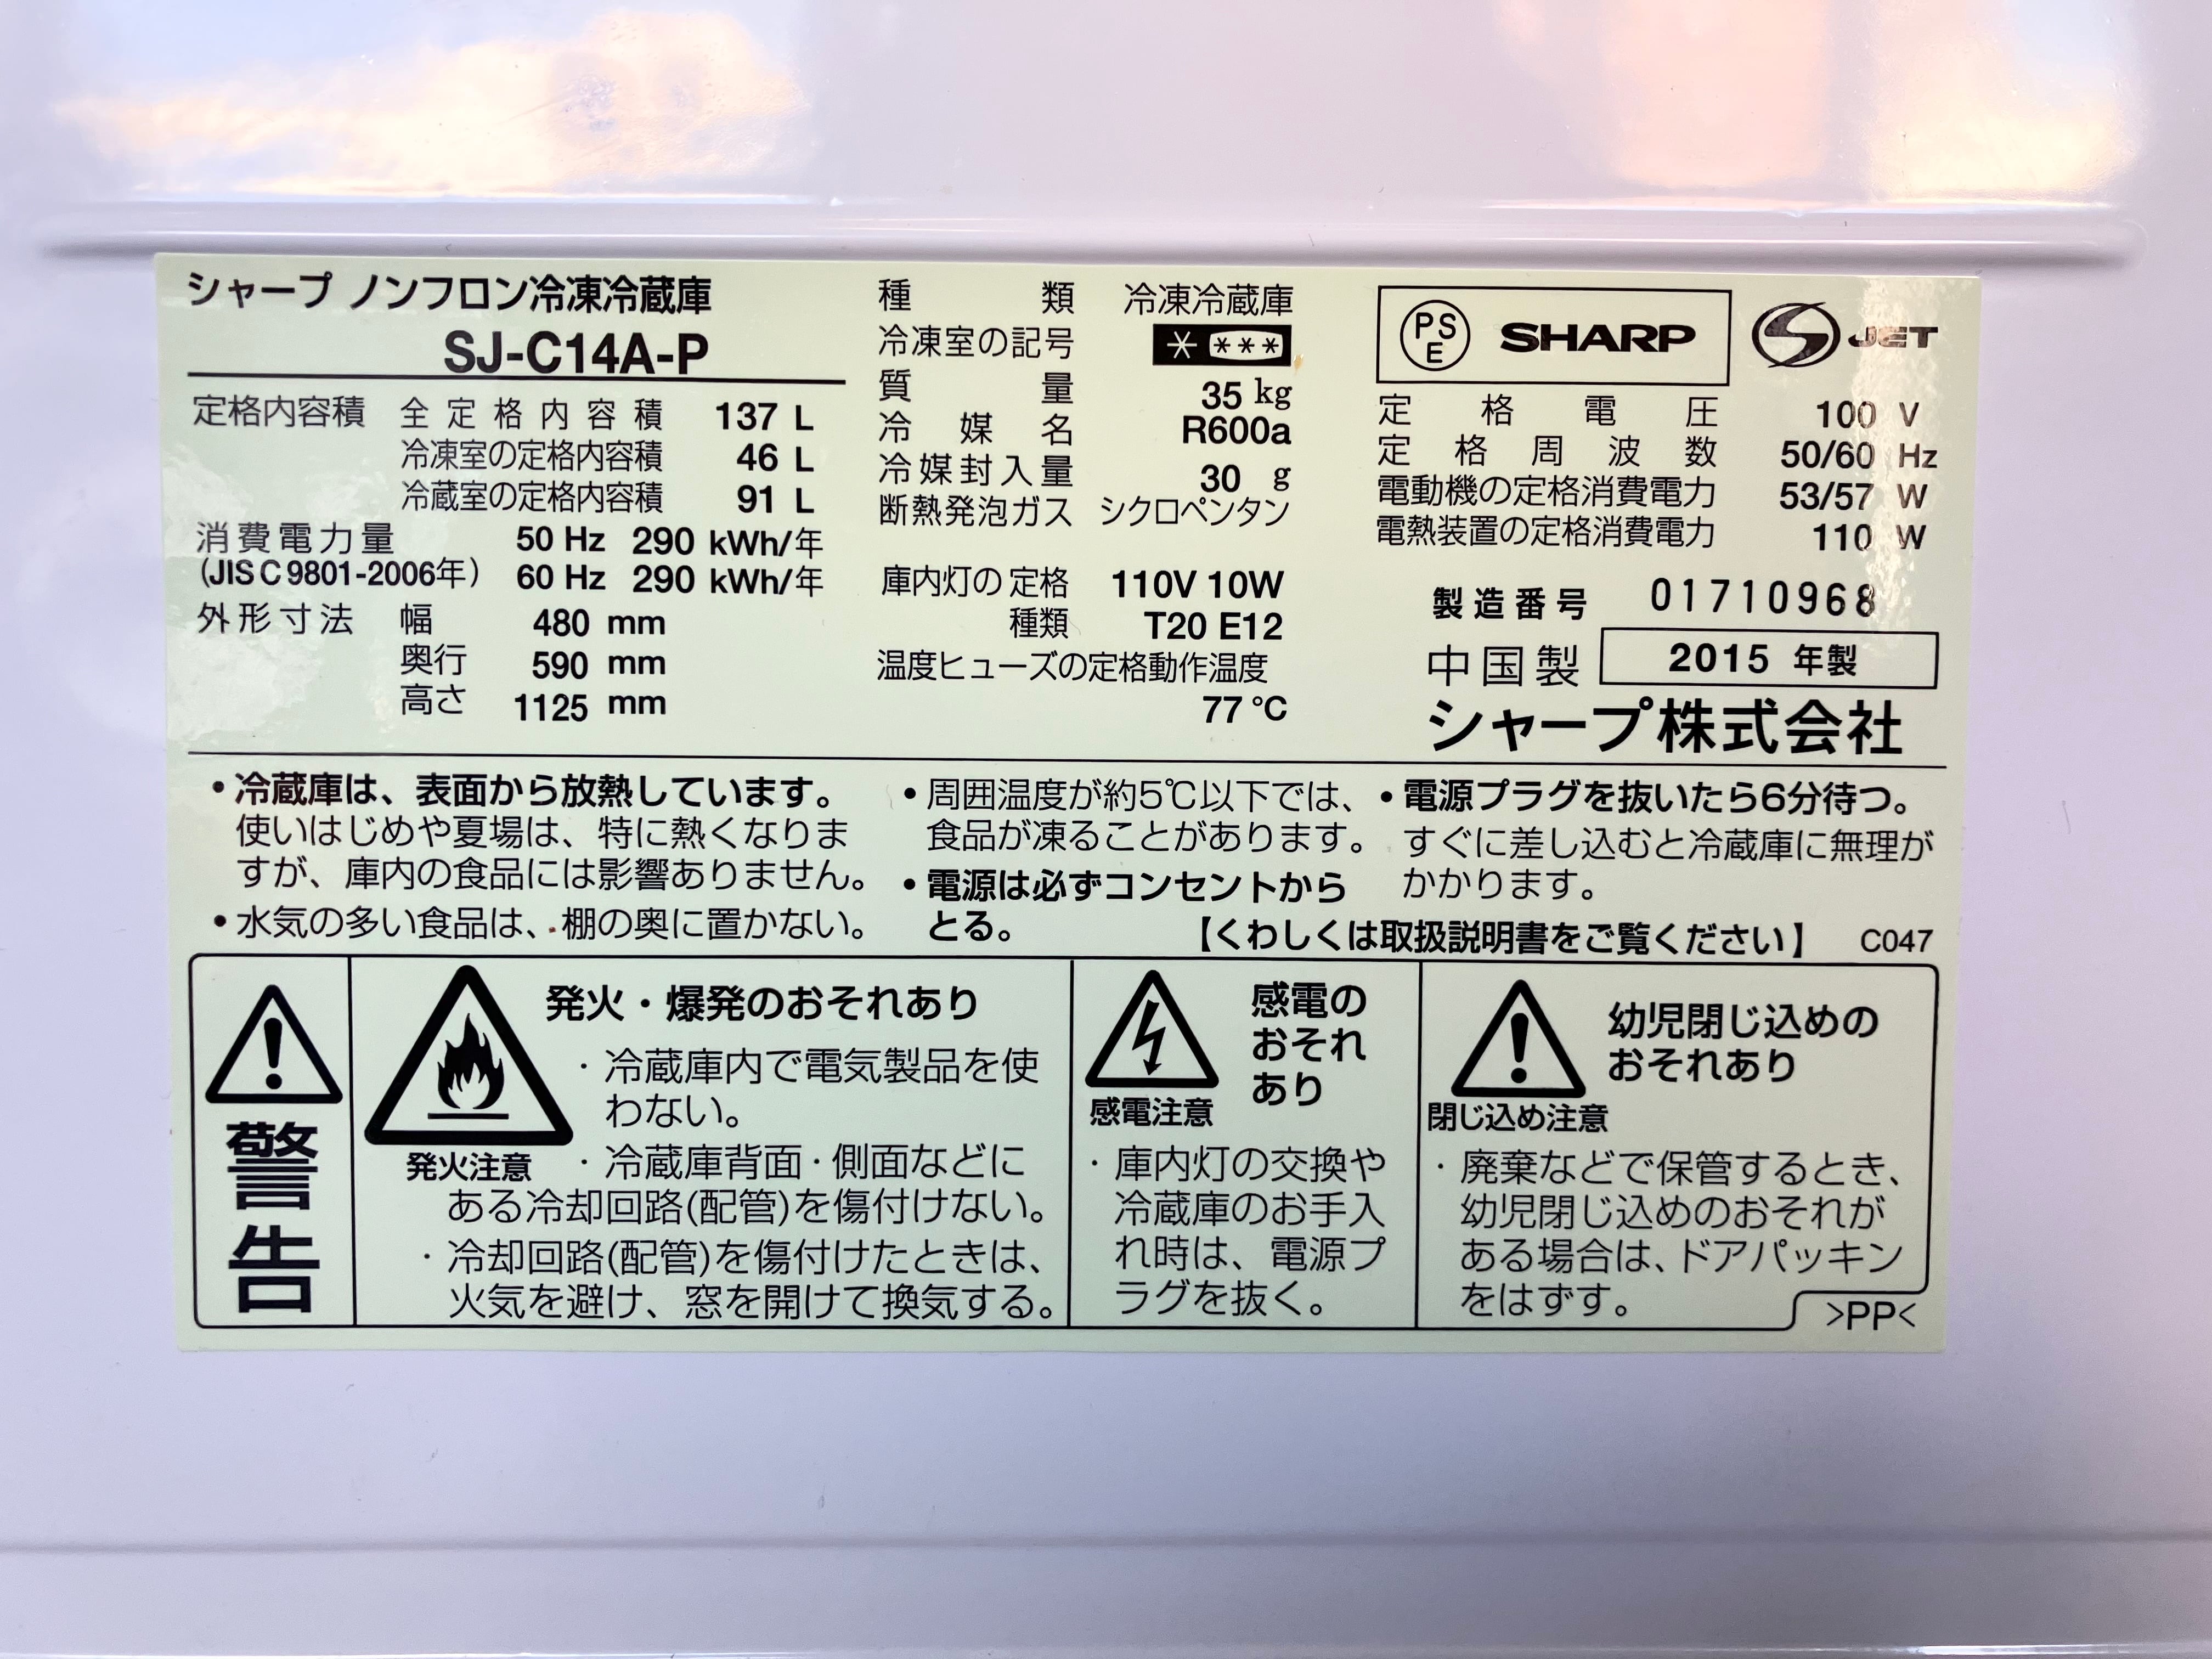 シャープ ノンフロン冷凍冷蔵庫
SJ-C14A-P
定格内容積 全定格内容積 137 L
冷凍室の定格内容積 46 L
冷蔵室の定格内容積 91 L
消費電力量 50 Hz 290 kWh/年
(JIS C 9801-2006年) 60 Hz 290 kWh/年
外形寸法 幅 480 mm
奥行 590 mm
高さ 1125 mm
種類 冷凍冷蔵庫
冷凍室の記号 * ***
質量 35 kg
冷媒名 R600a
冷媒封入量 30 g
断熱発泡ガス シクロペンタン
庫内灯の 定格 110V 10W
種類 T20 E12
温度ヒューズの定格動作温度
77 ℃
PS
E
SHARP
S JET
定格電圧 100 V
定格周波数 50/60 Hz
電動機の定格消費電力 53/57 W
電熱装置の定格消費電力 110 W
製造番号 01710968
中国製 2015 年製
シャープ株式会社
・冷蔵庫は、表面から放熱しています。
使いはじめや夏場は、特に熱くなりま
すが、庫内の食品には影響ありません。
・水気の多い食品は、棚の奥に置かない。
・周囲温度が約5℃以下では、
食品が凍ることがあります。
・電源は必ずコンセントから
とる。
・電源プラグを抜いたら6分待つ。
すぐに差し込むと冷蔵庫に無理が
かかります。
【くわしくは取扱説明書をご覧ください】 C047
警告
発火注意
発火・爆発のおそれあり
・冷蔵庫内で電気製品を使
わない。
・冷蔵庫背面・側面などに
ある冷却回路(配管)を傷付けない。
・冷却回路(配管)を傷付けたときは、
火気を避け、窓を開けて換気する。
感電注意
感電の
おそれ
あり
・庫内灯の交換や
冷蔵庫のお手入
れ時は、電源プ
ラグを抜く。
閉じ込め注意
幼児閉じ込めの
おそれあり
・廃棄などで保管するとき、
幼児閉じ込めのおそれが
ある場合は、ドアパッキン
をはずす。
>PP<